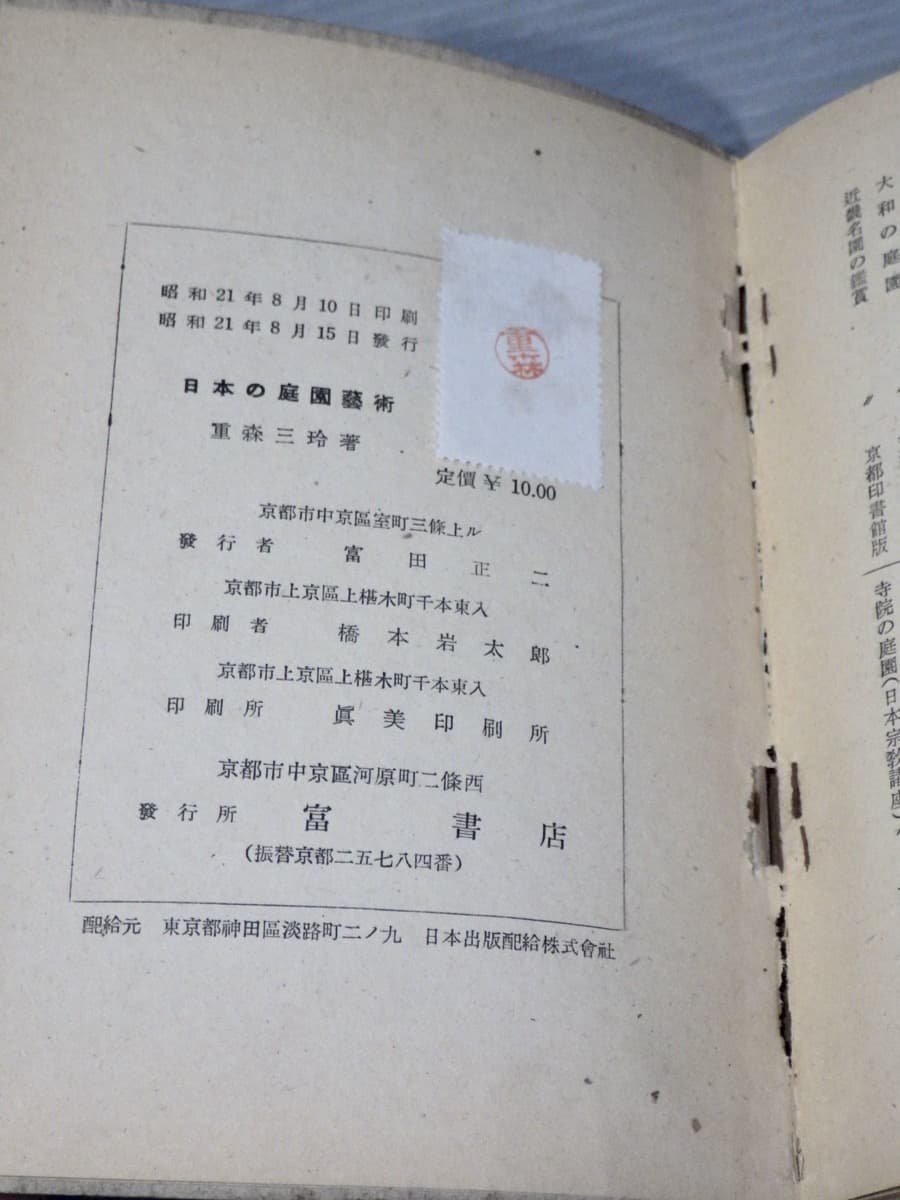 昭和21年8月10日印刷
昭和21年8月15日發行
重森
日本の庭園藝術
重森三玲著
定價¥10.00
京都市中京區室町三條上ル
發行者 富田正二
京都市上京區上椹木町千本東入
印刷者 橋本岩太郎
京都市上京區上椹木町千本東入
印刷所 眞美印刷所
京都市中京區河原町二條西
發行所 富書店
(振替京都二五七八四番)
配給元 東京都神田區淡路町二ノ九 日本出版配給株式會社
大和の庭園
近畿名園の鑑賞
〃 京都印書館版
寺院の庭園(日本宗教講座)